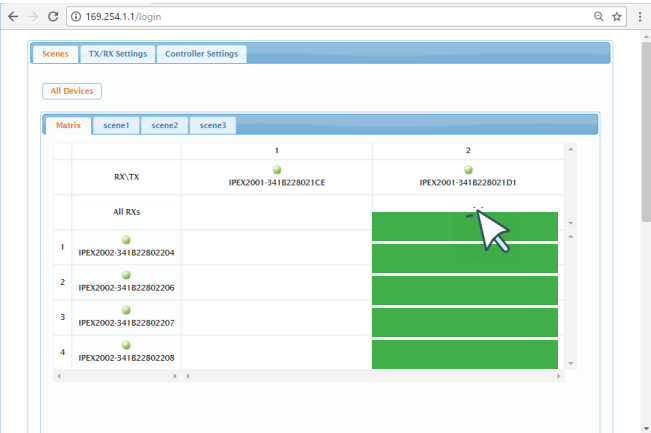 169.254.1.1/login
Scenes TX/RX Settings Controller Settings
All Devices
Matrix scene1 scene2 scene3
1 2
RX\TX IPEX2001-341B228021CE IPEX2001-341B228021D1
All RXs
1 IPEX2002-341B22802204
2 IPEX2002-341B22802206
3 IPEX2002-341B22802207
4 IPEX2002-341B22802208